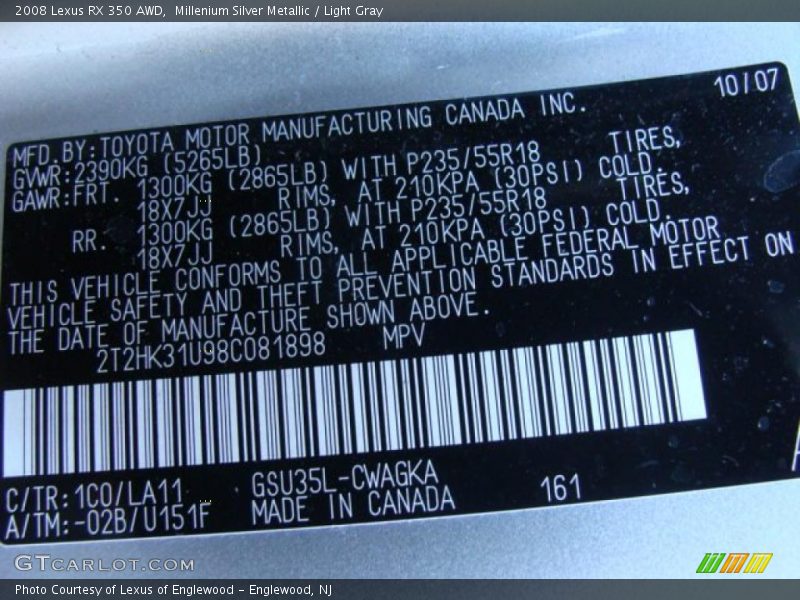 2008 Lexus RX 350 AWD, Millenium Silver Metallic / Light Gray
10/07
MFD.BY:TOYOTA MOTOR MANUFACTURING CANADA INC.
GVWR:2390KG (5265LB)
GAWR:FRT. 1300KG (2865LB) WITH P235/55R18 TIRES,
18X7JJ RIMS, AT 210KPA (30PSI) COLD.
RR. 1300KG (2865LB) WITH P235/55R18 TIRES,
18X7JJ RIMS, AT 210KPA (30PSI) COLD.
THIS VEHICLE CONFORMS TO ALL APPLICABLE FEDERAL MOTOR
VEHICLE SAFETY AND THEFT PREVENTION STANDARDS IN EFFECT ON
THE DATE OF MANUFACTURE SHOWN ABOVE.
2T2HK31U98C081898 MPV
C/TR:1C0/LA11 GSU35L-CWAGKA
A/TM:-02B/U151F MADE IN CANADA 161
GTCARLOT.COM
Photo Courtesy of Lexus of Englewood - Englewood, NJ